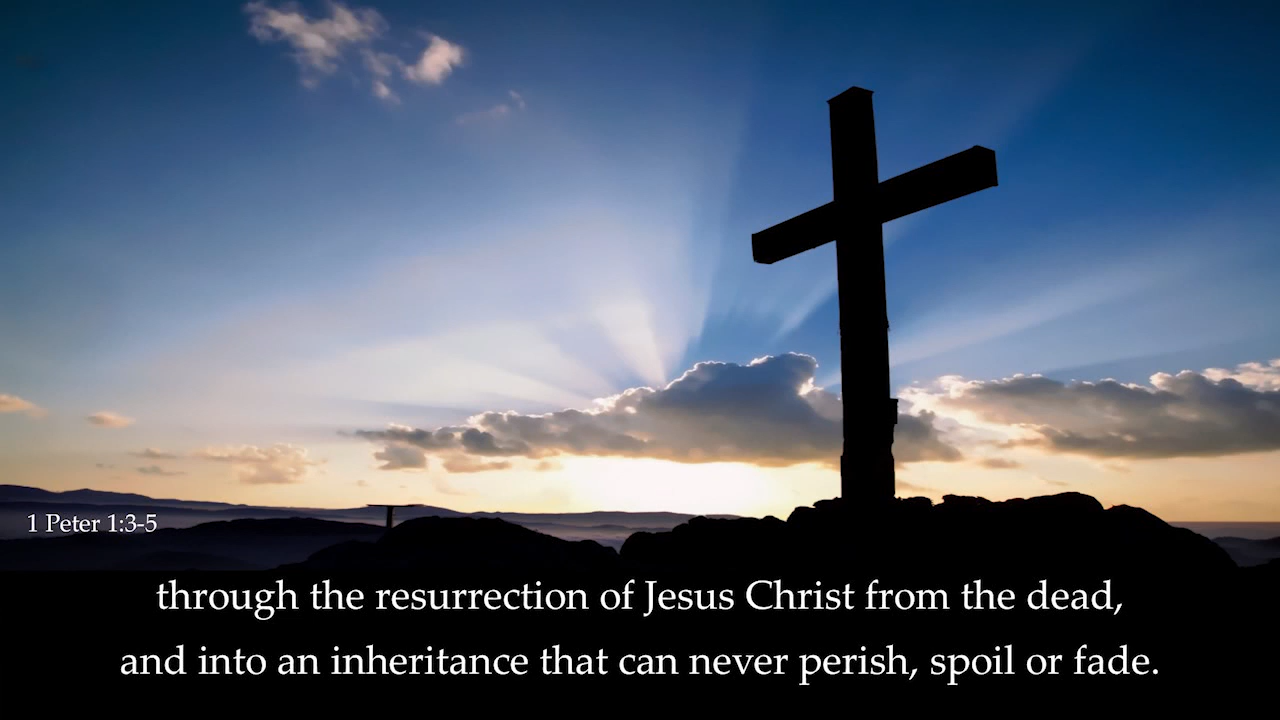 1 Peter 1:3-5
through the resurrection of Jesus Christ from the dead,
and into an inheritance that can never perish, spoil or fade.